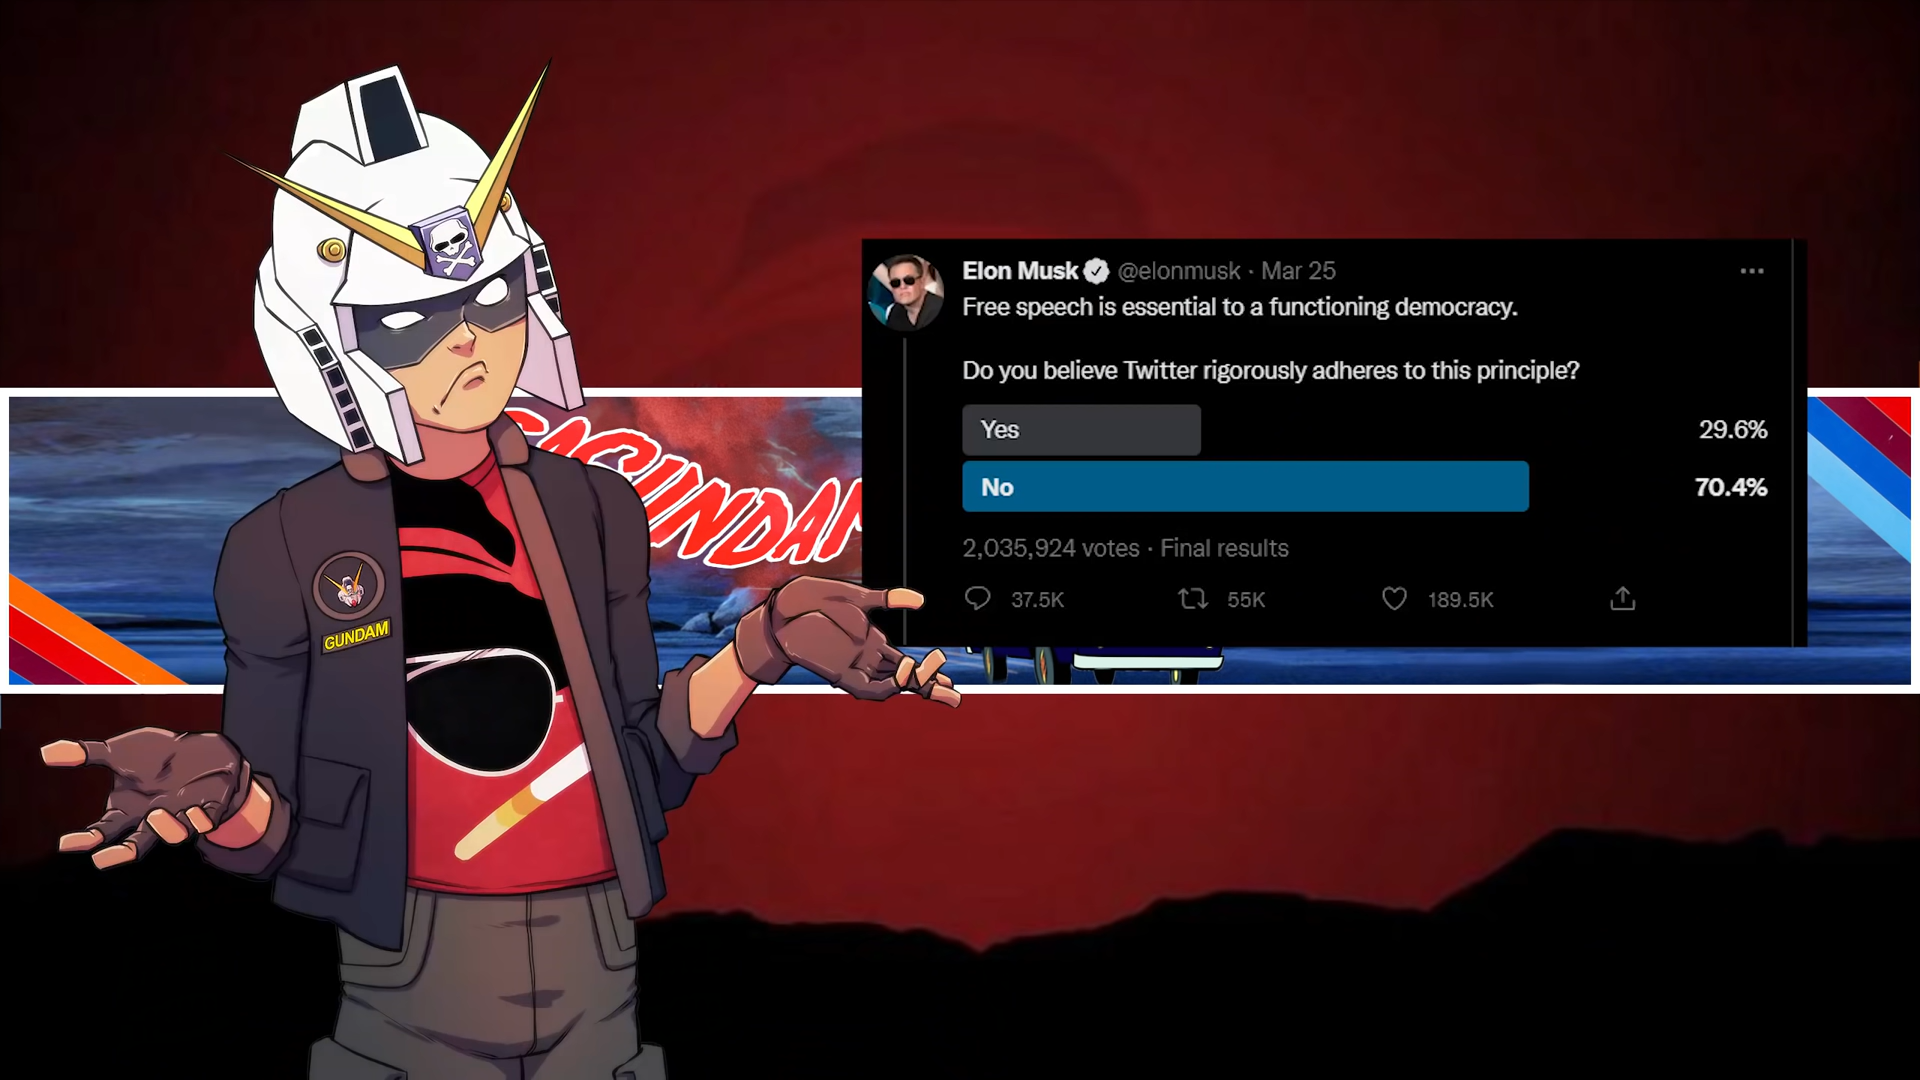 Elon Musk @elonmusk · Mar 25
Free speech is essential to a functioning democracy.
Do you believe Twitter rigorously adheres to this principle?
Yes 29.6%
No 70.4%
2,035,924 votes · Final results
37.5K 55K 189.5K
GUNDAM